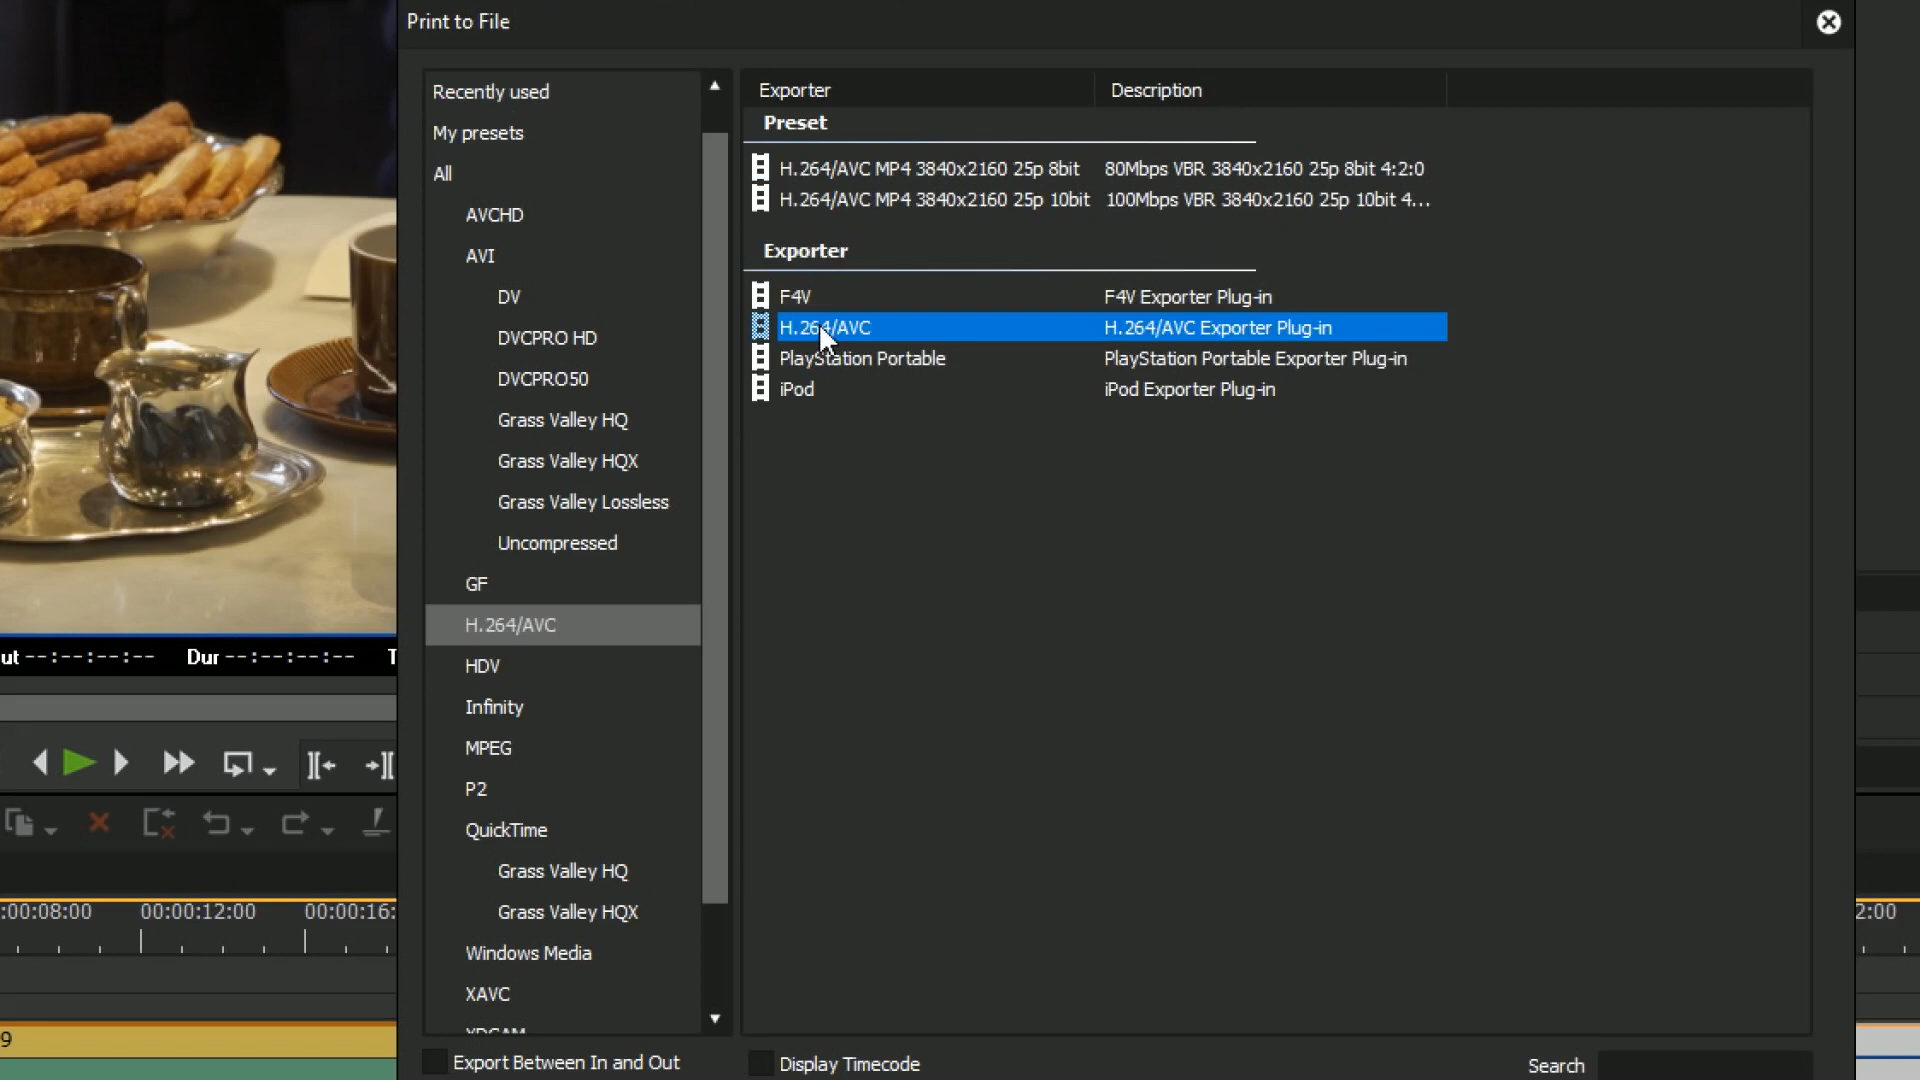 Print to File
Recently used
My presets
All
AVCHD
AVI
DV
DVCPRO HD
DVCPRO50
Grass Valley HQ
Grass Valley HQX
Grass Valley Lossless
Uncompressed
GF
H.264/AVC
HDV
Infinity
MPEG
P2
QuickTime
Grass Valley HQ
Grass Valley HQX
Windows Media
XAVC
XDCAM
Exporter Description
Preset
H.264/AVC MP4 3840x2160 25p 8bit 80Mbps VBR 3840x2160 25p 8bit 4:2:0
H.264/AVC MP4 3840x2160 25p 10bit 100Mbps VBR 3840x2160 25p 10bit 4...
Exporter
F4V F4V Exporter Plug-in
H.264/AVC H.264/AVC Exporter Plug-in
PlayStation Portable PlayStation Portable Exporter Plug-in
iPod iPod Exporter Plug-in
Export Between In and Out Display Timecode Search
ut --:--:--:-- Dur --:--:--:-- T
:00:08:00 00:00:12:00 00:00:16: 2:00
9